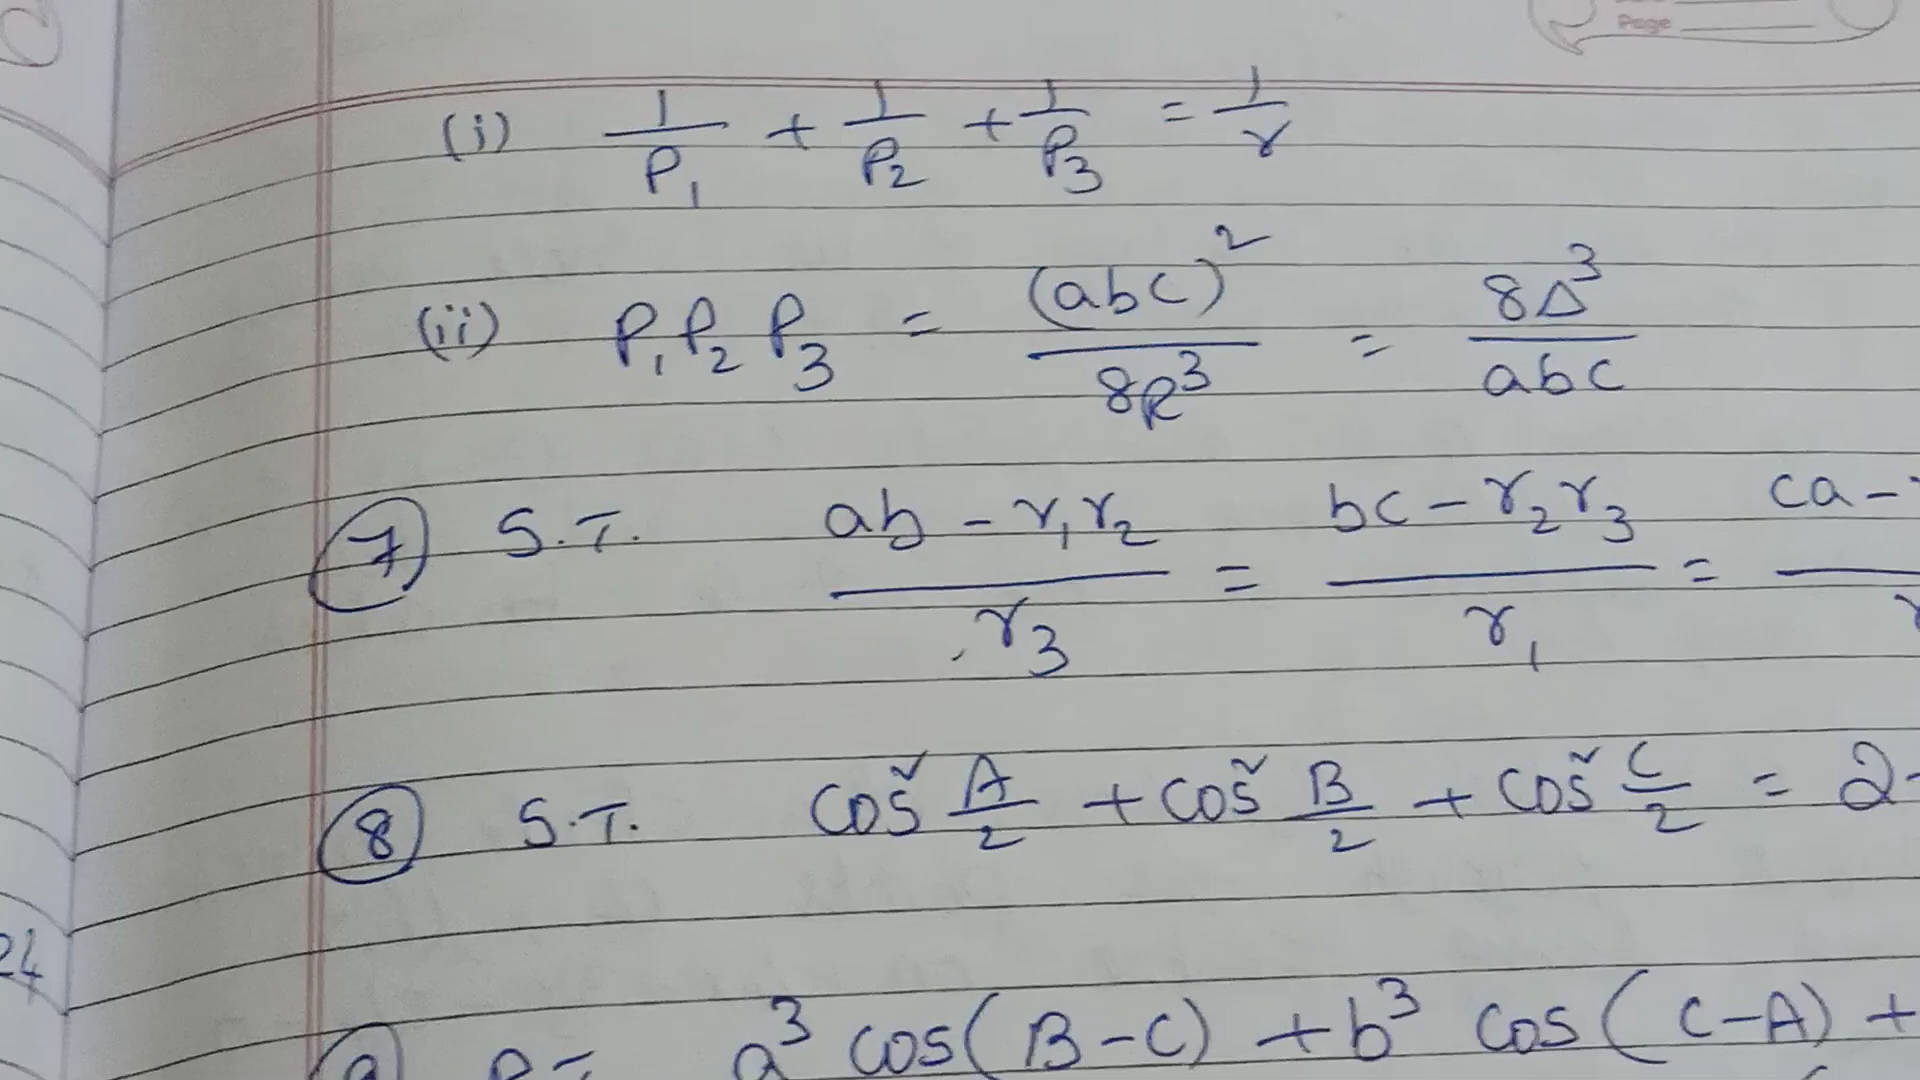 Page
(i) 1/P₁ + 1/P₂ + 1/P₃ = 1/r
(ii) P₁P₂P₃ = (abc)²/8R³ = 8Δ³/abc
7 S.T. ab - r₁r₂/r₃ = bc - r₂r₃/r₁ = ca -
8 S.T. cos² A/2 + cos² B/2 + cos² C/2 = 2
24
a³ cos(B-C) + b³ cos(C-A) +